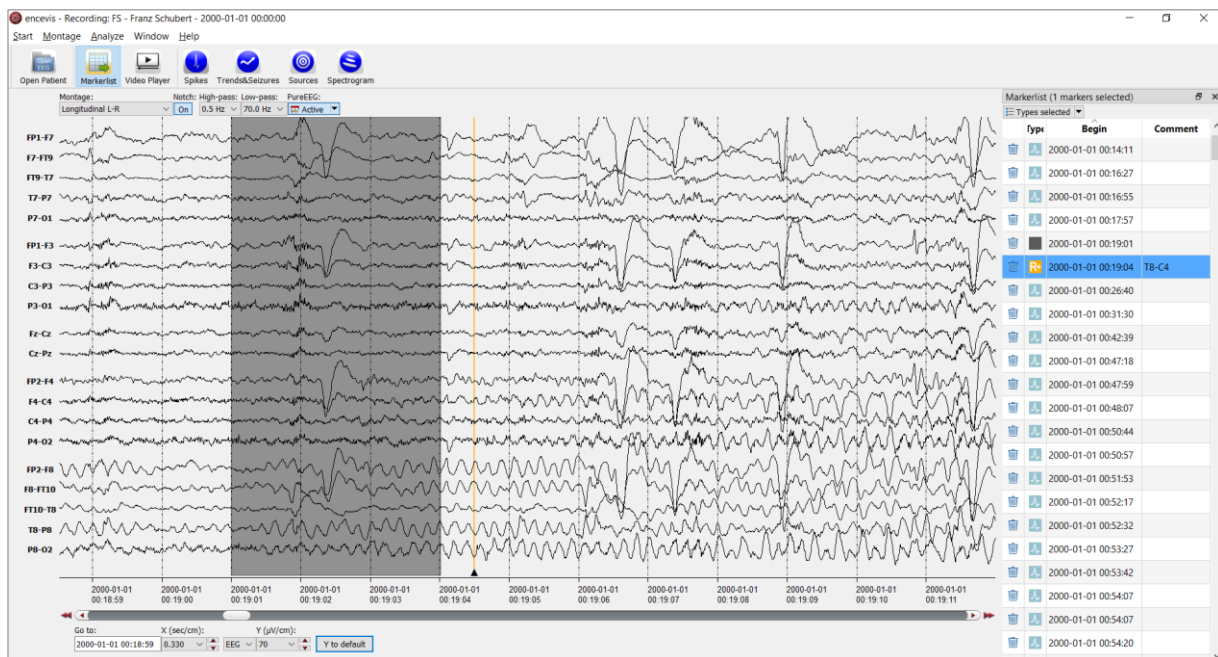 encevis - Recording: FS - Franz Schubert - 2000-01-01 00:00:00
Start Montage Analyze Window Help
Open Patient Markerlist Video Player Spikes Trends&Seizures Sources Spectrogram
Montage: Notch: High-pass: Low-pass: PureEEG:
Longitudinal L-R On 0.5 Hz 70.0 Hz Active
FP1-F7
F7-FT9
FT9-T7
T7-P7
P7-O1
FP1-F3
F3-C3
C3-P3
P3-O1
Fz-Cz
Cz-Pz
FP2-F4
F4-C4
C4-P4
P4-O2
FP2-F8
F8-FT10
FT10-T8
T8-P8
P8-O2
2000-01-01 2000-01-01 2000-01-01 2000-01-01 2000-01-01 2000-01-01 2000-01-01 2000-01-01 2000-01-01 2000-01-01 2000-01-01 2000-01-01 2000-01-01
00:18:59 00:19:00 00:19:01 00:19:02 00:19:03 00:19:04 00:19:05 00:19:06 00:19:07 00:19:08 00:19:09 00:19:10 00:19:11
Go to: X (sec/cm): Y (µV/cm):
2000-01-01 00:18:59 0.330 EEG 70 Y to default
Markerlist (1 markers selected)
Types selected
Type Begin Comment
2000-01-01 00:14:11
2000-01-01 00:16:27
2000-01-01 00:16:55
2000-01-01 00:17:57
2000-01-01 00:19:01
R+ 2000-01-01 00:19:04 T8-C4
2000-01-01 00:26:40
2000-01-01 00:31:30
2000-01-01 00:42:39
2000-01-01 00:47:18
2000-01-01 00:47:59
2000-01-01 00:48:07
2000-01-01 00:50:44
2000-01-01 00:50:57
2000-01-01 00:51:53
2000-01-01 00:52:17
2000-01-01 00:52:32
2000-01-01 00:53:27
2000-01-01 00:53:42
2000-01-01 00:54:07
2000-01-01 00:54:07
2000-01-01 00:54:20